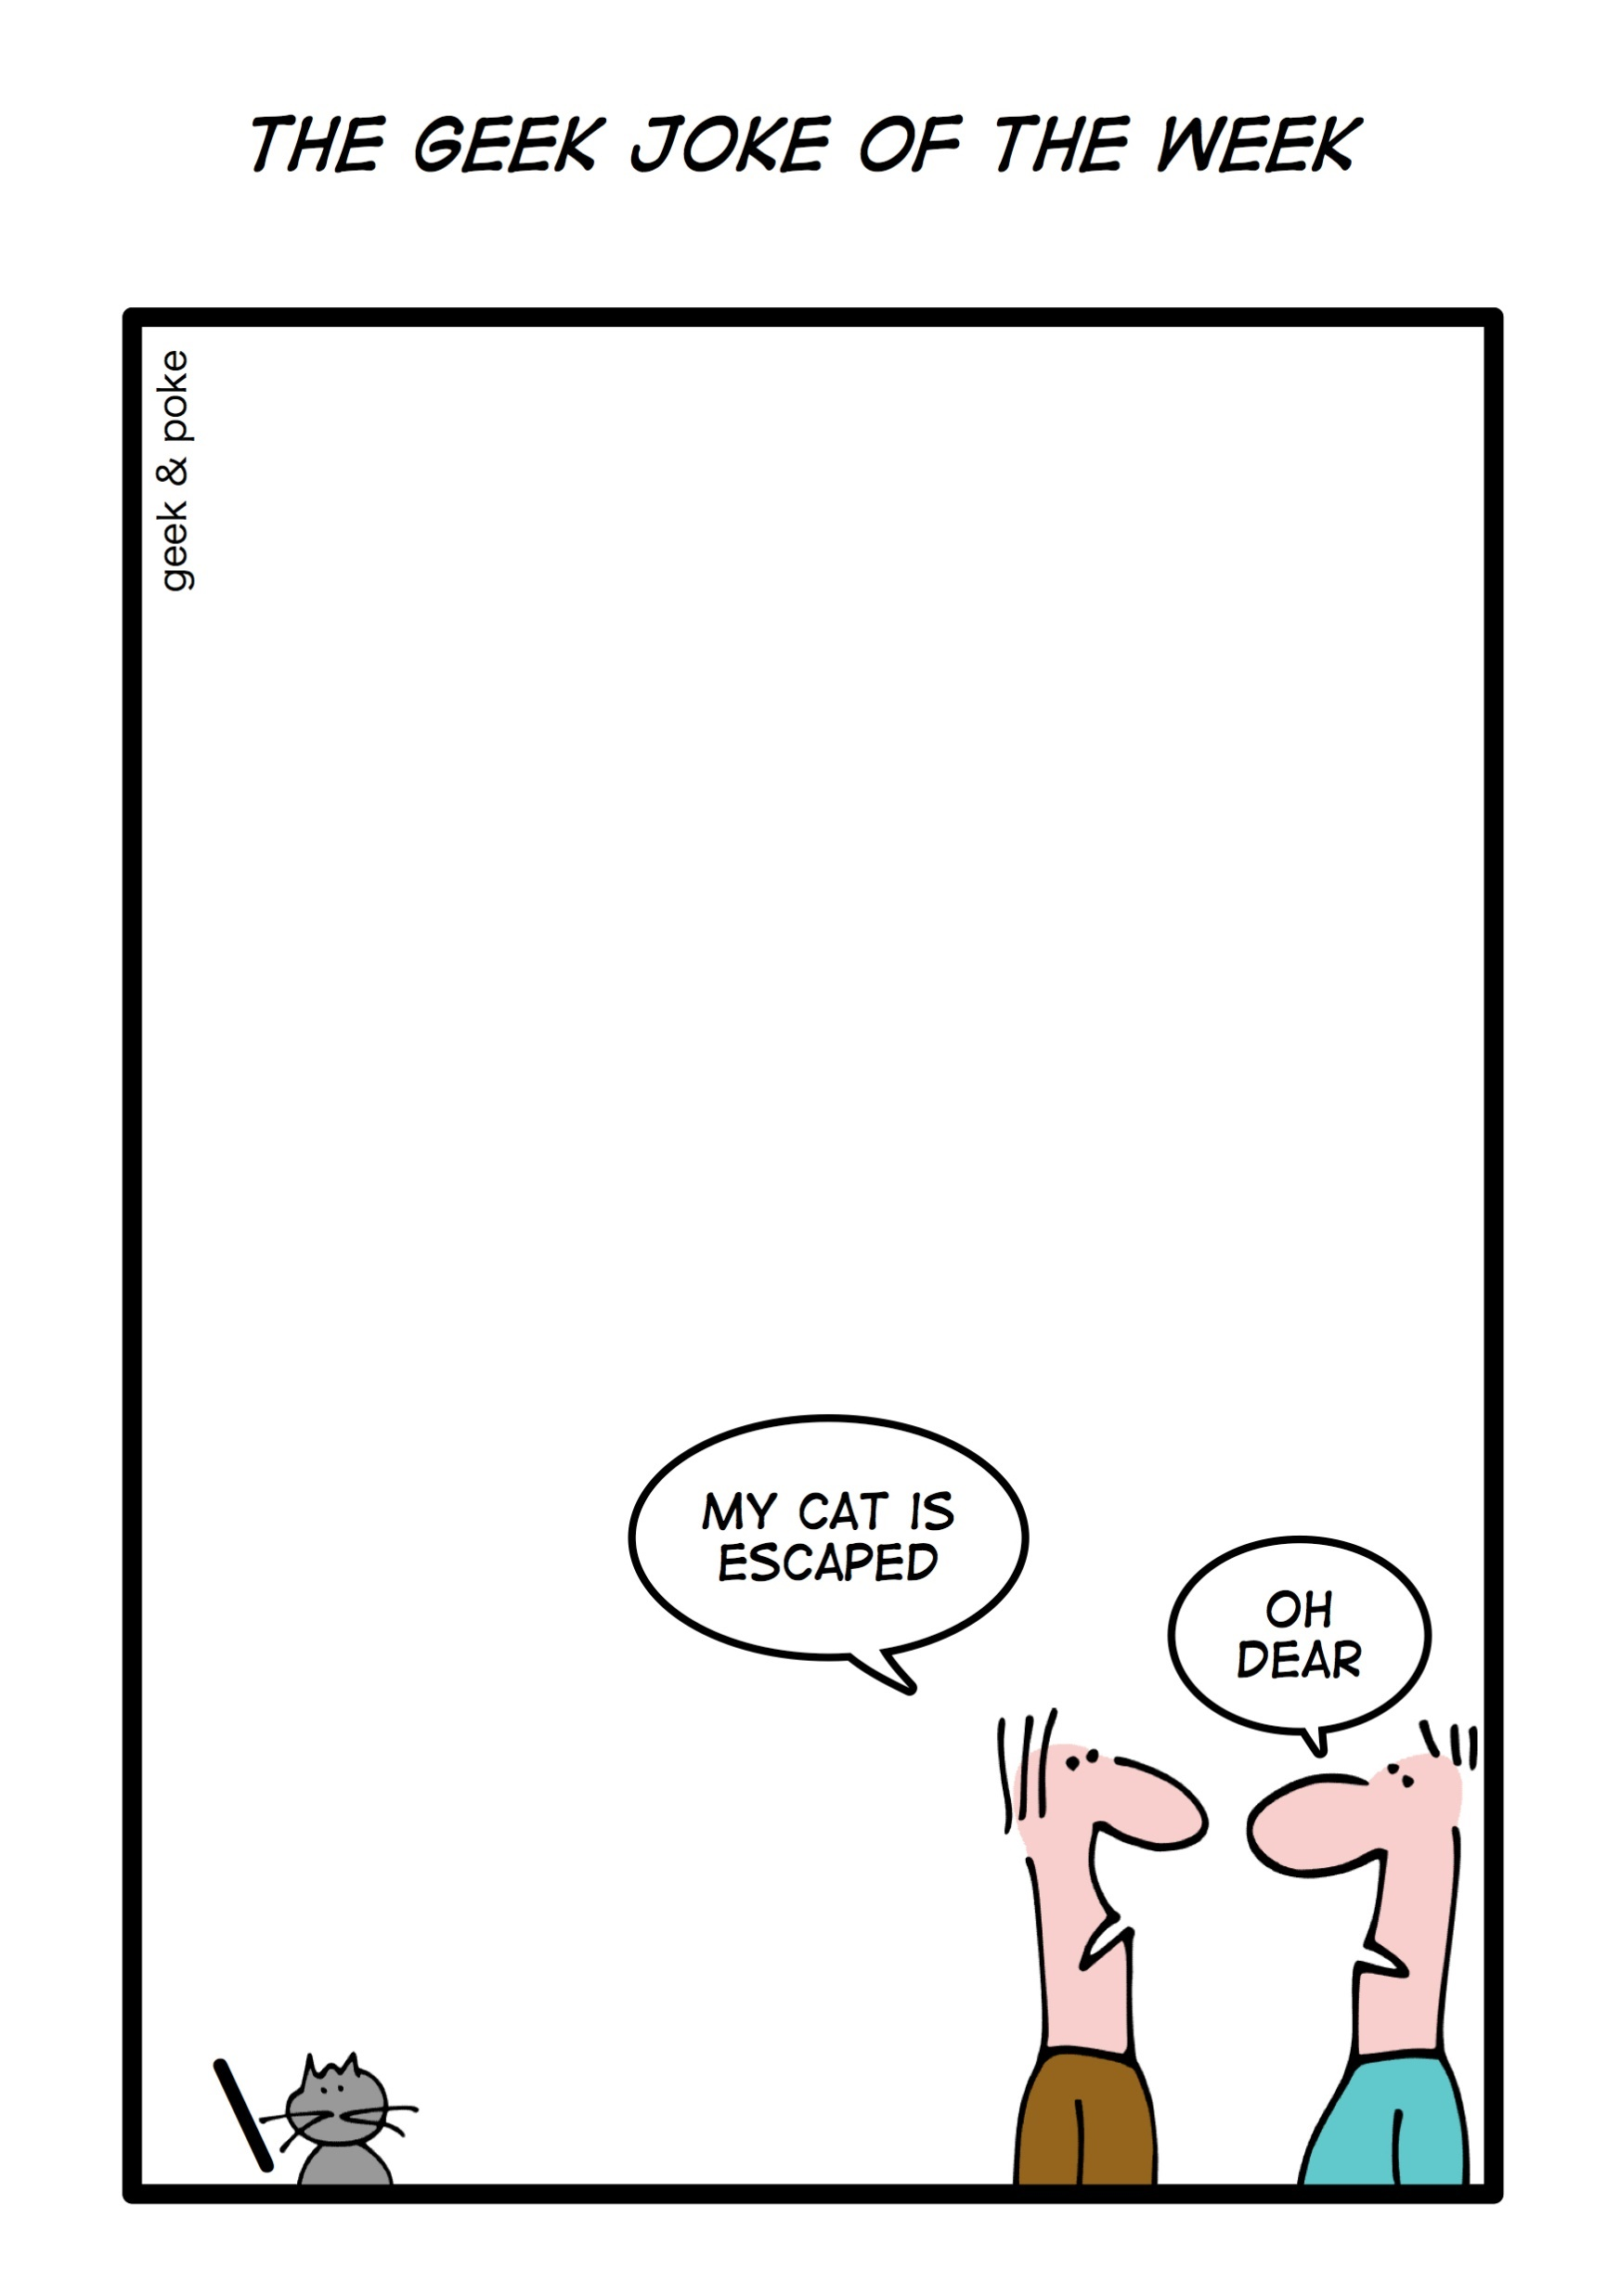 THE GEEK JOKE OF THE WEEK
geek & poke
MY CAT IS
ESCAPED
OH
DEAR
\